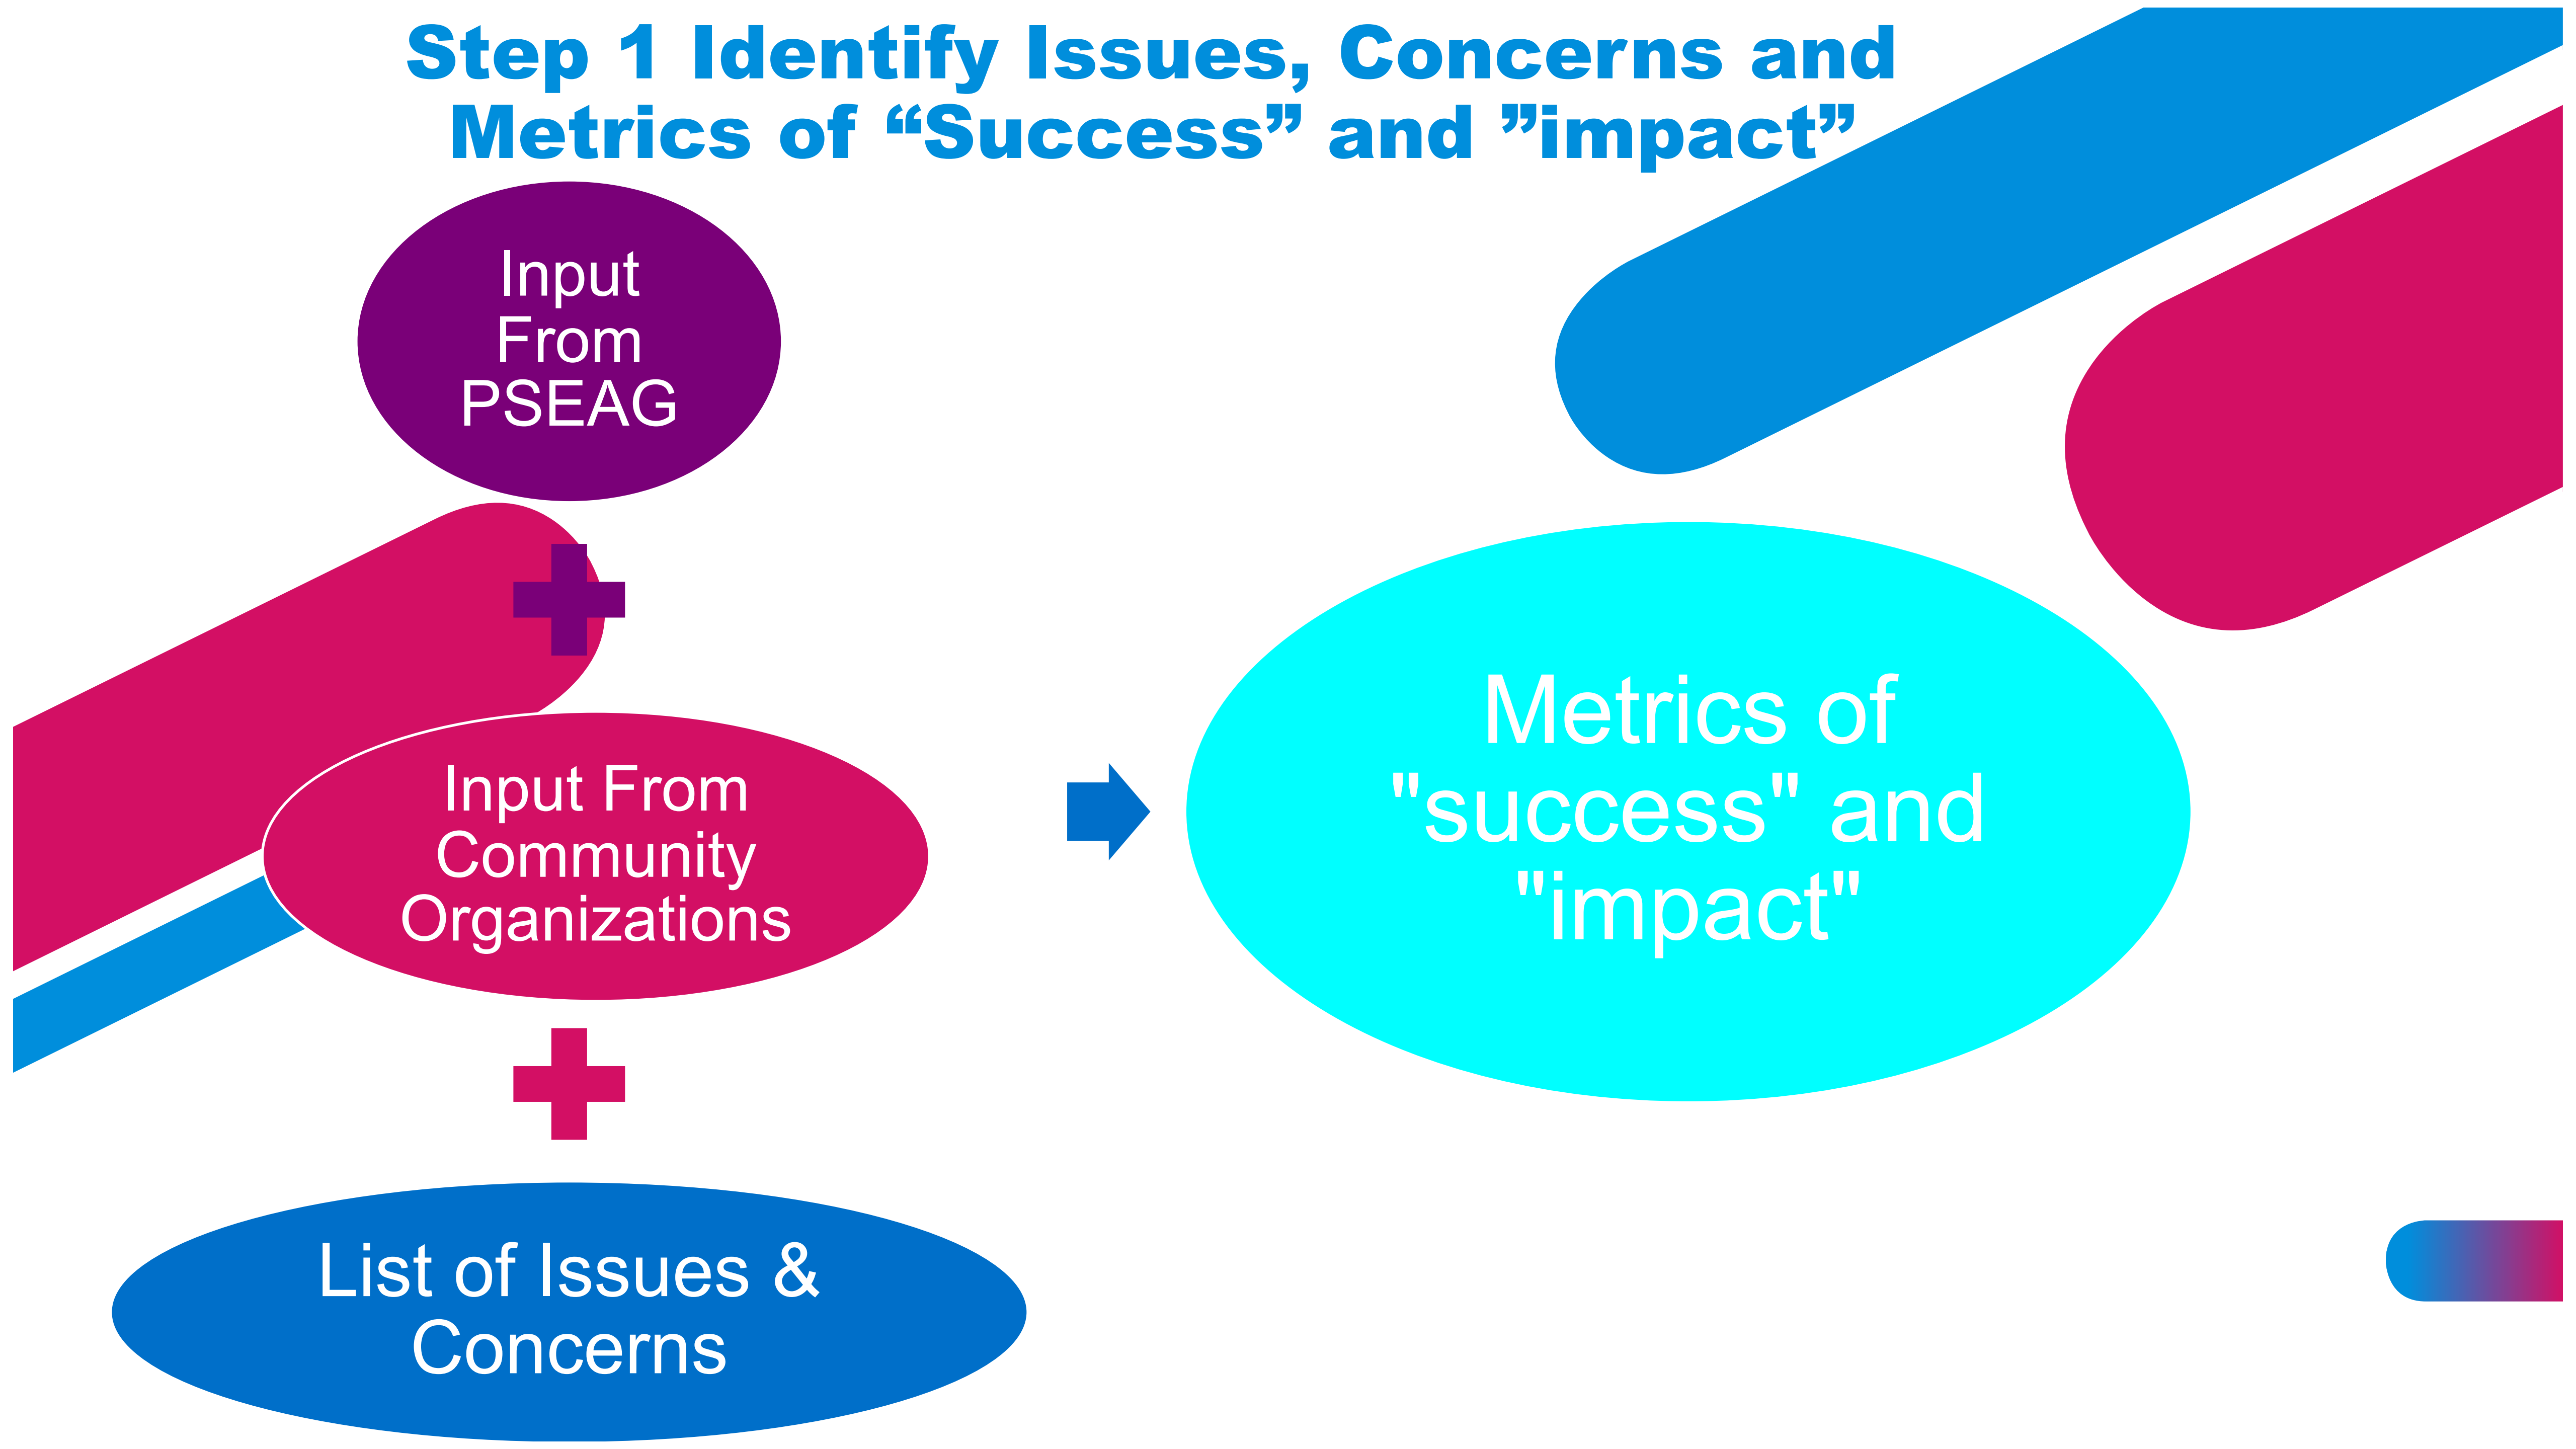 Step 1 Identify Issues, Concerns and
Metrics of “Success” and ”impact”
Input
From
PSEAG
Input From
Community
Organizations
List of Issues &
Concerns
Metrics of
"success" and
"impact"